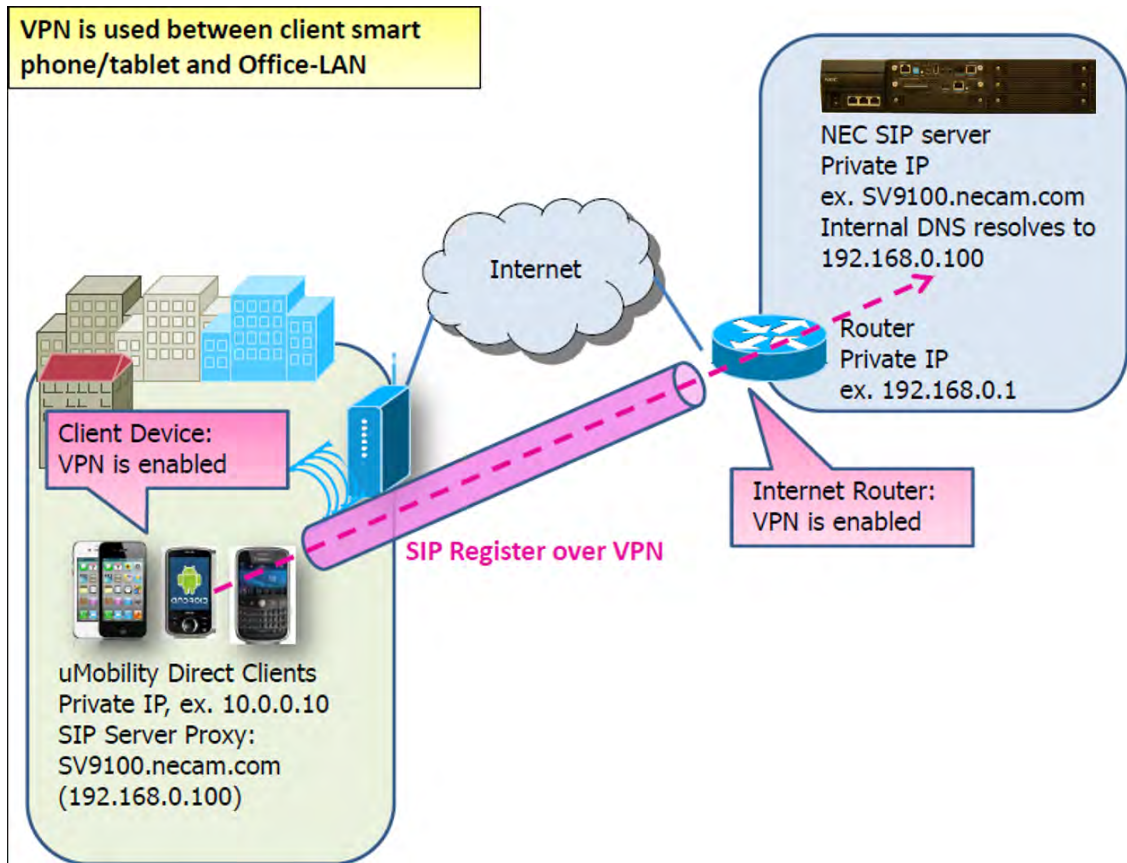 VPN is used between client smart
phone/tablet and Office-LAN
NEC SIP server
Private IP
ex. SV9100.necam.com
Internal DNS resolves to
192.168.0.100
Internet
Router
Private IP
ex. 192.168.0.1
Client Device:
VPN is enabled
Internet Router:
VPN is enabled
SIP Register over VPN
android
uMobility Direct Clients
Private IP, ex. 10.0.0.10
SIP Server Proxy:
SV9100.necam.com
(192.168.0.100)